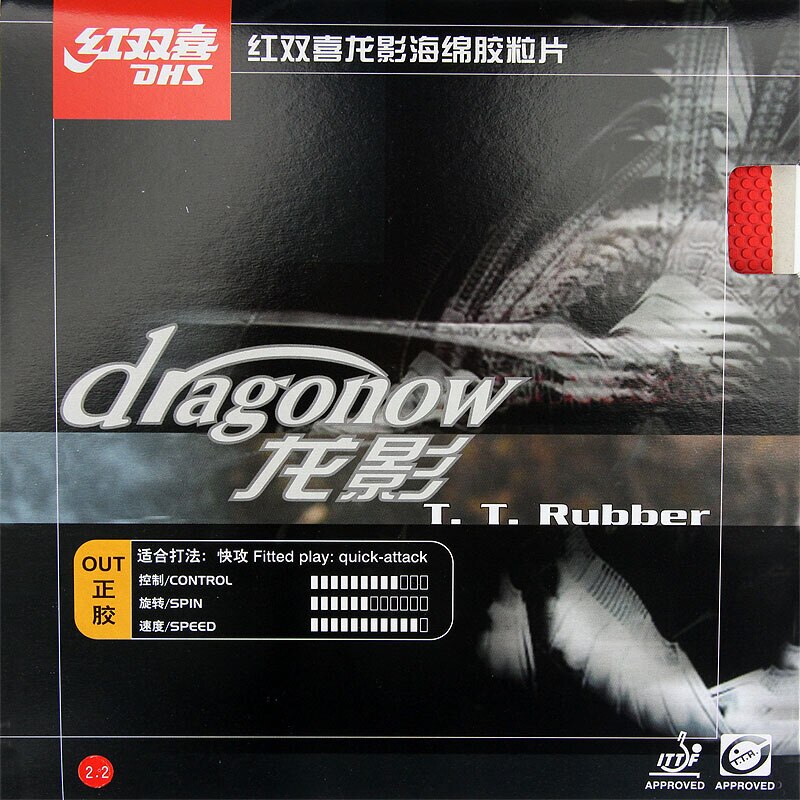 红双喜
DHS
红双喜龙影海绵胶粒片
dragonow
龙影
T. T. Rubber
OUT
正
胶
适合打法：快攻 Fitted play: quick-attack
控制/CONTROL
旋转/SPIN
速度/SPEED
2.2
ITTF
APPROVED
C.T.T.A.
APPROVED